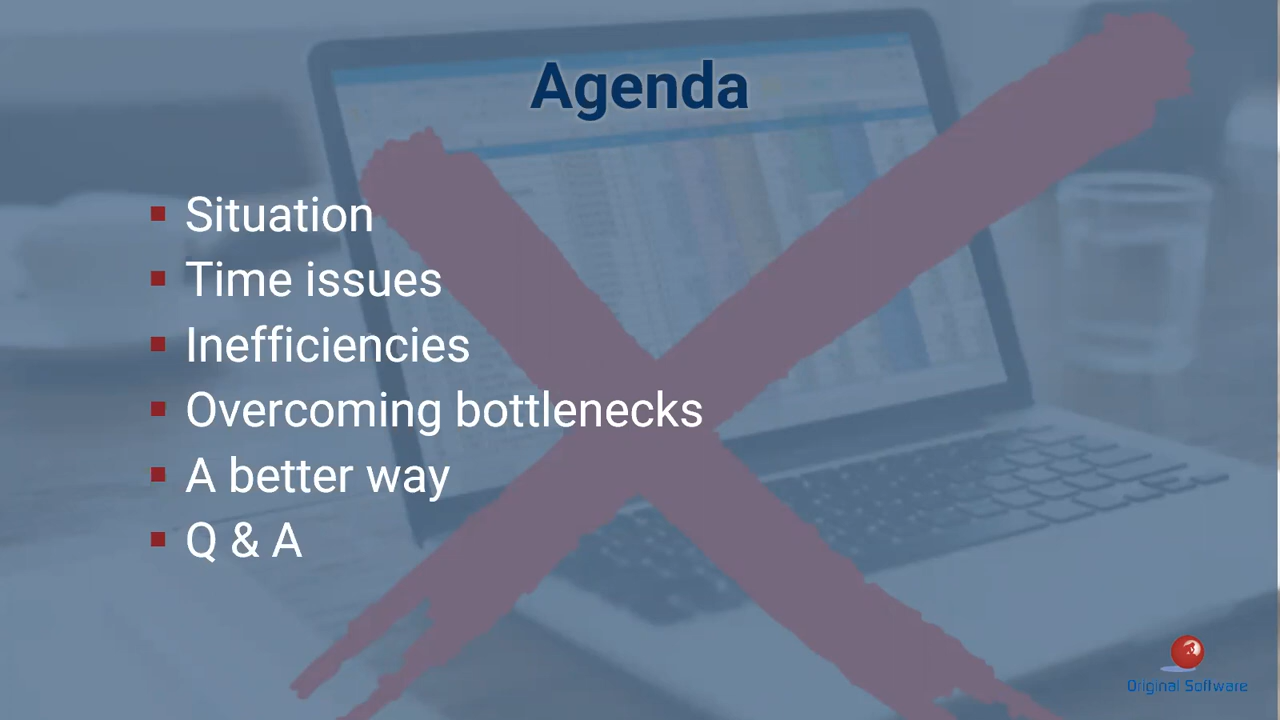 Agenda
Situation
Time issues
Inefficiencies
Overcoming bottlenecks
A better way
Q & A
Original Software